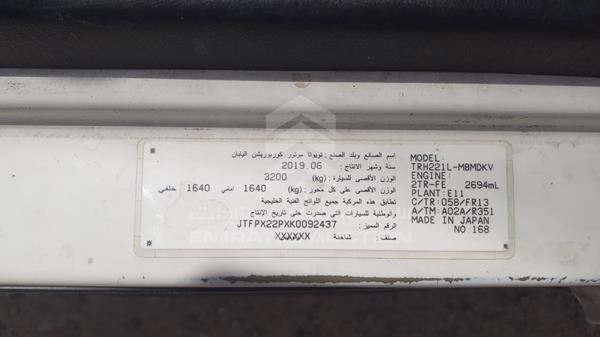 اسم الصانع وبلد الصنع: تويوتا موتور كوربوريشن اليابان
سنة وشهر الانتاج: 2019.06
الوزن الأقصى للسيارة: (kg) 3200
الوزن الأقصى على كل محور: (kg) 1640 امامي 1640 خلفي
تطابق هذه المركبة جميع اللوائح الفنية الخليجية
والوطنية للسيارات التي صدرت حتى تاريخ الإنتاج
الرقم المميز: JTFPX22PXK0092437
صنف: شاحنة XXXXXX
MODEL:
TRH221L-MBMDKV
ENGINE:
2TR-FE 2694mL
PLANT: E11
C/TR: 058/FR13
A/TM: A02A/R351
MADE IN JAPAN
NO 168